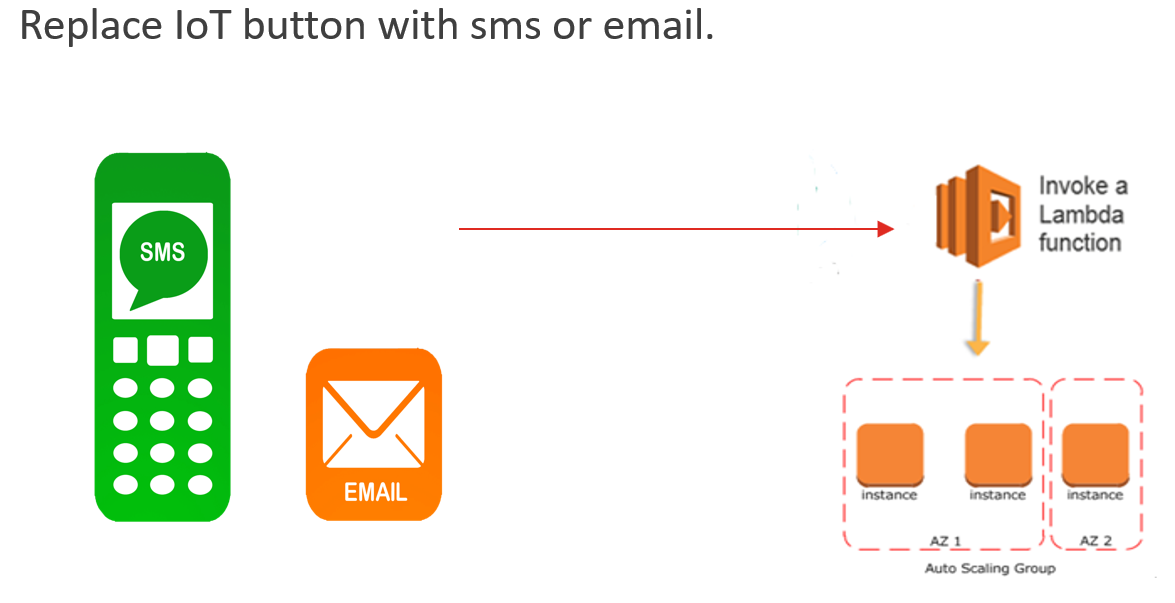 Replace IoT button with sms or email.
SMS
EMAIL
Invoke a
Lambda
function
instance
instance
instance
AZ 1
AZ 2
Auto Scaling Group